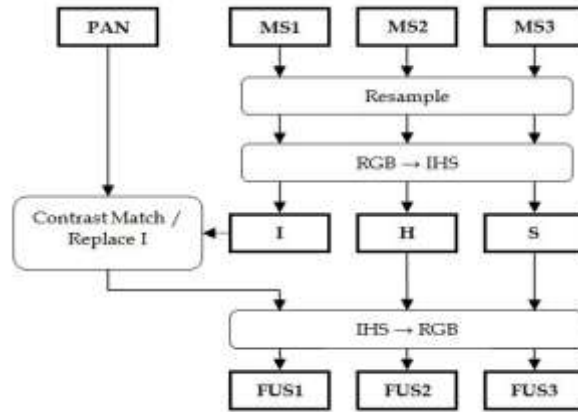 PAN MS1 MS2 MS3
Resample
RGB → IHS
Contrast Match /
Replace I
I H S
IHS → RGB
FUS1 FUS2 FUS3